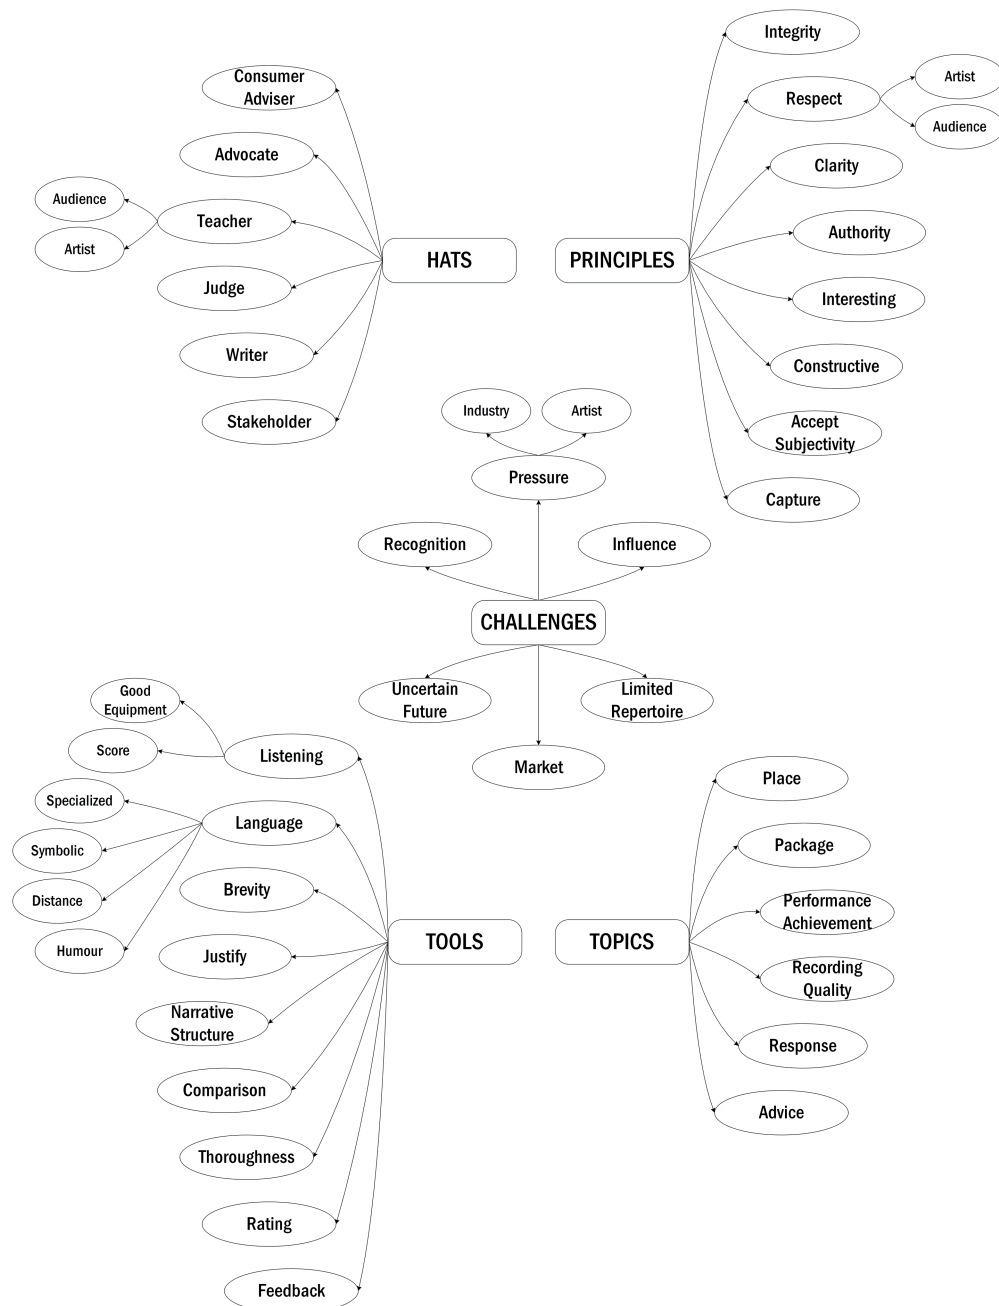 HATS
Consumer
Adviser
Advocate
Teacher
Audience
Artist
Judge
Writer
Stakeholder
PRINCIPLES
Integrity
Respect
Artist
Audience
Clarity
Authority
Interesting
Constructive
Accept
Subjectivity
Capture
CHALLENGES
Industry
Artist
Pressure
Recognition
Influence
Uncertain
Future
Limited
Repertoire
Market
TOOLS
Listening
Good
Equipment
Score
Language
Specialized
Symbolic
Distance
Humour
Brevity
Justify
Narrative
Structure
Comparison
Thoroughness
Rating
Feedback
TOPICS
Place
Package
Performance
Achievement
Recording
Quality
Response
Advice